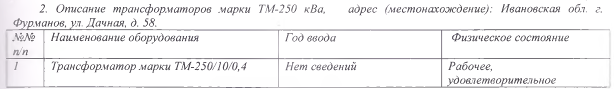 2. Описание трансформаторов марки ТМ-250 кВа, адрес (местонахождение): Ивановская обл. г.
Фурманов, ул. Дачная, д. 58.
№№ Наименование оборудования Год ввода Физическое состояние
п/п
1 Трансформатор марки ТМ-250/10/0,4 Нет сведений Рабочее,
удовлетворительное